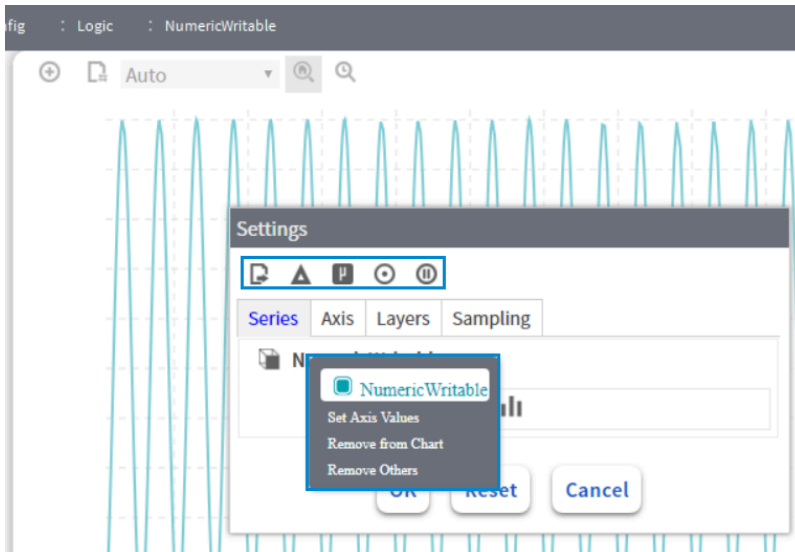 nfig : Logic : NumericWritable
Auto
Settings
µ
Series Axis Layers Sampling
NumericWritable
Set Axis Values
Remove from Chart
Remove Others
OK Reset Cancel